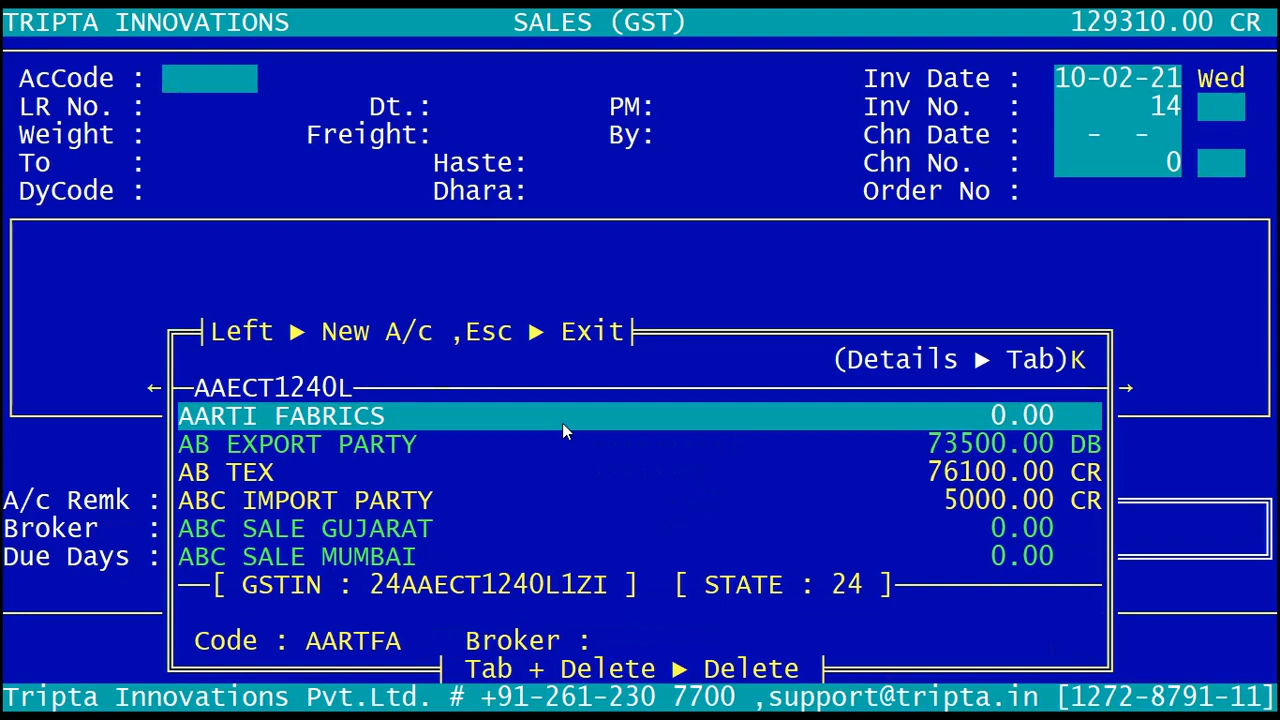 TRIPTA INNOVATIONS SALES (GST) 129310.00 CR
AcCode : Inv Date : 10-02-21 Wed
LR No. : Dt.: PM: Inv No. : 14
Weight : Freight: By: Chn Date : - -
To : Haste: Chn No. : 0
DyCode : Dhara: Order No :
Left ► New A/c ,Esc ► Exit
(Details ► Tab)K
← AAECT1240L →
AARTI FABRICS 0.00
AB EXPORT PARTY 73500.00 DB
AB TEX 76100.00 CR
A/c Remk : ABC IMPORT PARTY 5000.00 CR
Broker : ABC SALE GUJARAT 0.00
Due Days : ABC SALE MUMBAI 0.00
[ GSTIN : 24AAECT1240L1ZI ] [ STATE : 24 ]
Code : AARTFA Broker :
Tab + Delete ► Delete
Tripta Innovations Pvt.Ltd. # +91-261-230 7700 ,support@tripta.in [1272-8791-11]